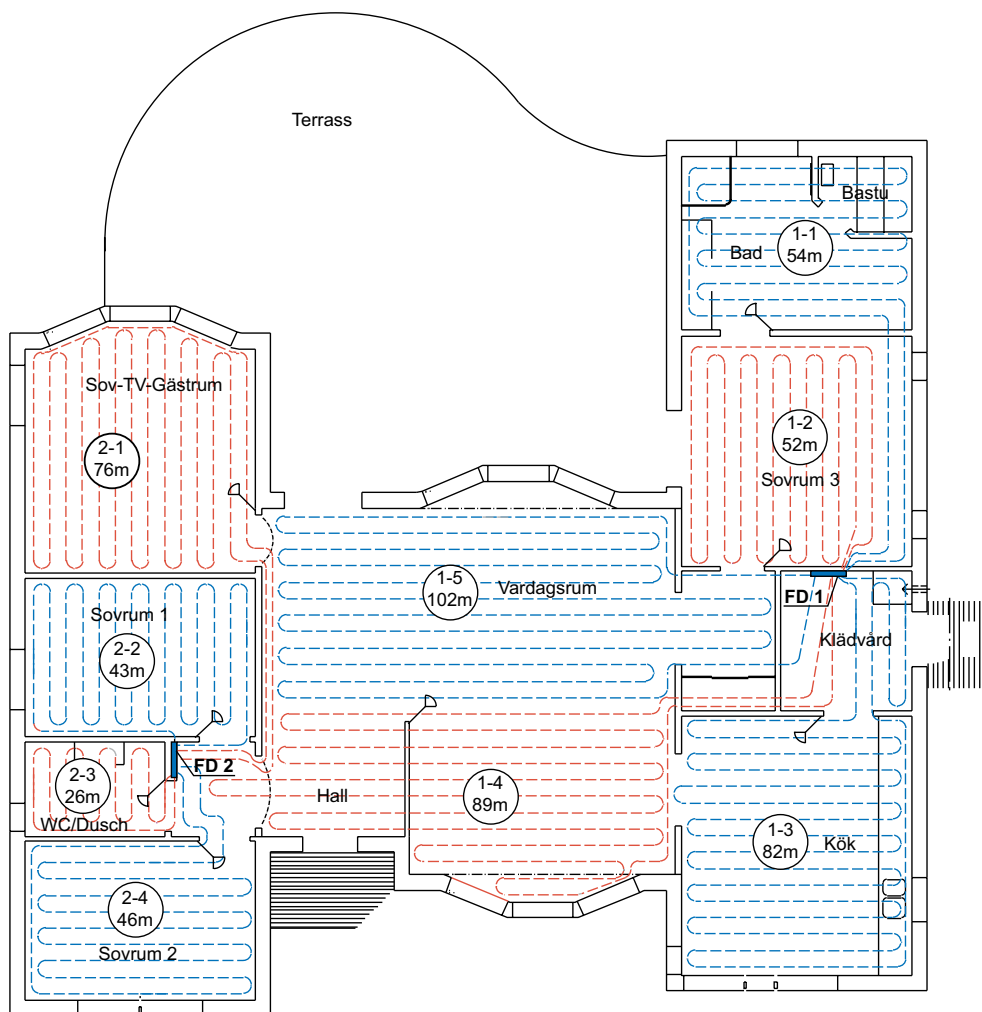 Terrass
Bastu
1-1
54m
Bad
Sov-TV-Gästrum
2-1
76m
1-2
52m
Sovrum 3
1-5
102m
Vardagsrum
FD 1
Klädvård
Sovrum 1
2-2
43m
FD 2
2-3
26m
WC/Dusch
Hall
1-4
89m
1-3
82m
Kök
2-4
46m
Sovrum 2